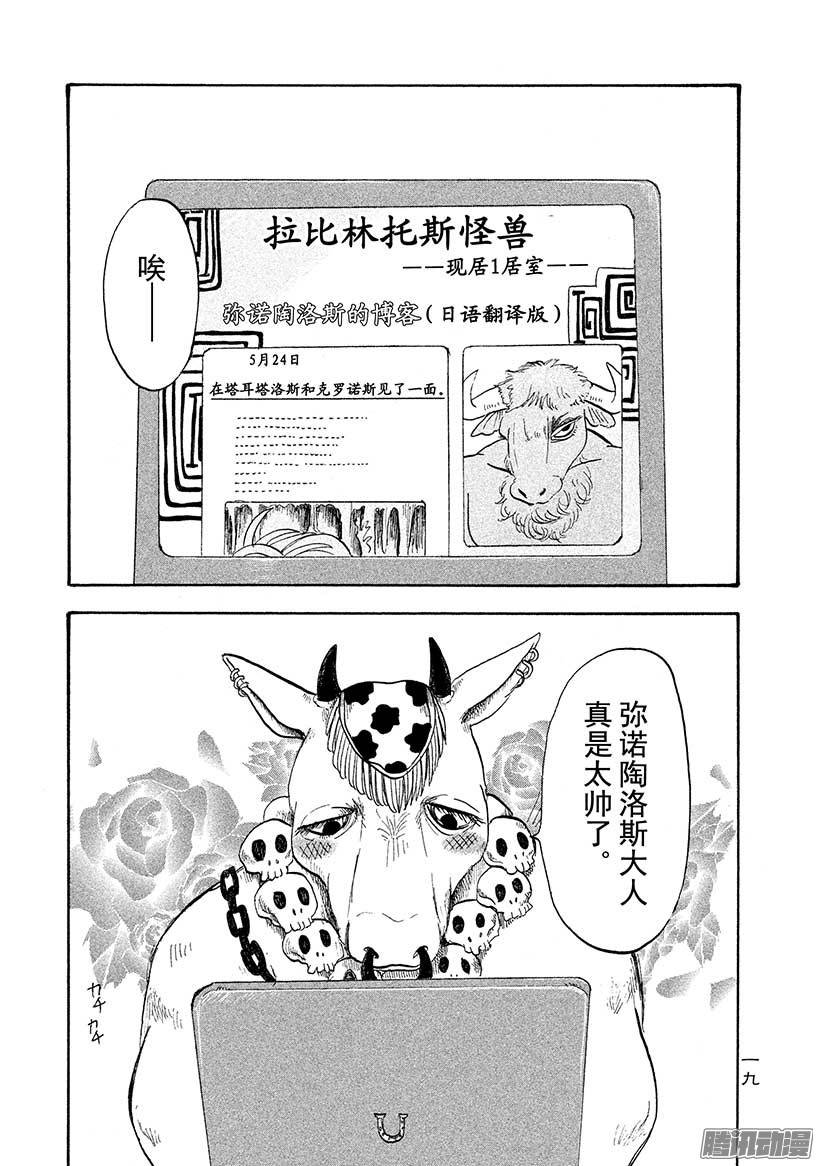 唉——
拉比林托斯怪兽
——现居1居室——
弥诺陶洛斯的博客(日语翻译版)
5月24日
在塔耳塔洛斯和克罗诺斯见了一面。
弥诺陶洛斯大人
真是太帅了。
カチ
カチ
一九
腾讯动漫